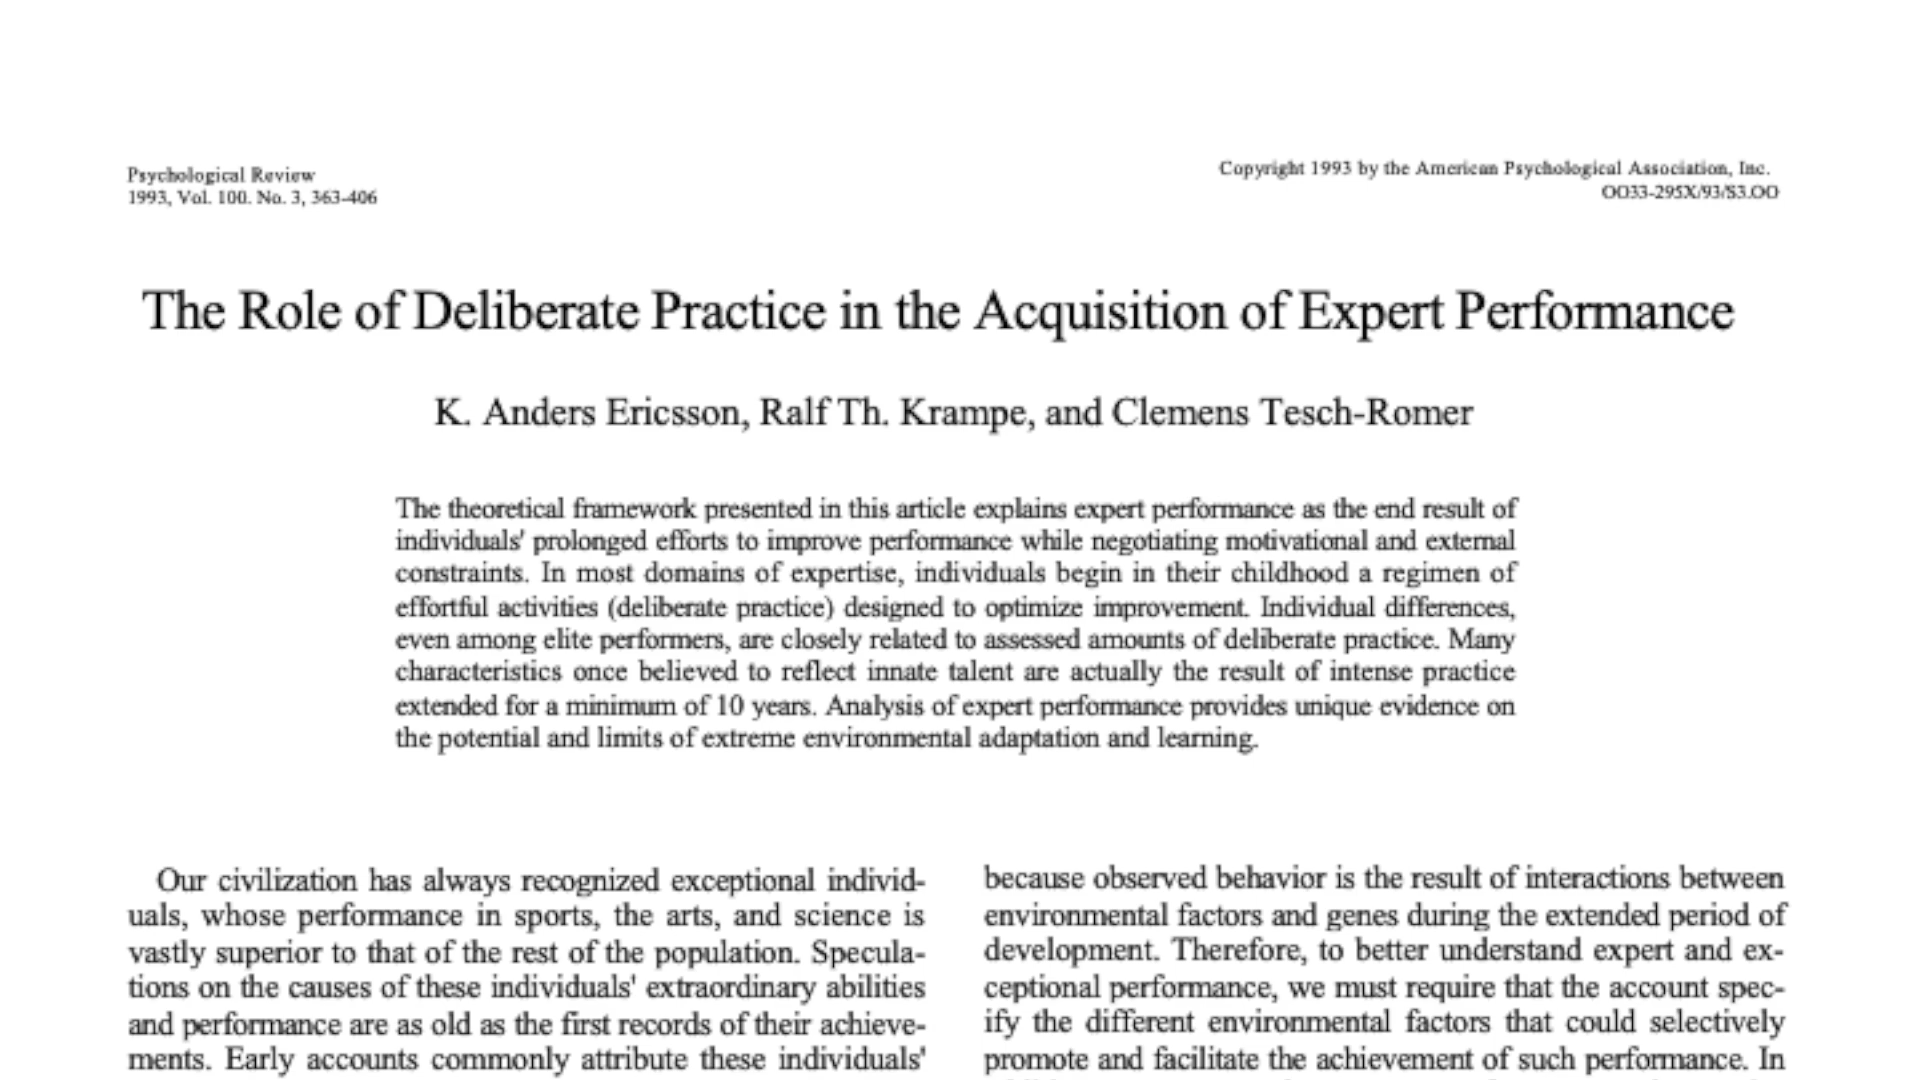 Psychological Review
1993, Vol. 100. No. 3, 363-406
Copyright 1993 by the American Psychological Association, Inc.
OO33-295X/93/S3.OO
The Role of Deliberate Practice in the Acquisition of Expert Performance
K. Anders Ericsson, Ralf Th. Krampe, and Clemens Tesch-Romer
The theoretical framework presented in this article explains expert performance as the end result of
individuals' prolonged efforts to improve performance while negotiating motivational and external
constraints. In most domains of expertise, individuals begin in their childhood a regimen of
effortful activities (deliberate practice) designed to optimize improvement. Individual differences,
even among elite performers, are closely related to assessed amounts of deliberate practice. Many
characteristics once believed to reflect innate talent are actually the result of intense practice
extended for a minimum of 10 years. Analysis of expert performance provides unique evidence on
the potential and limits of extreme environmental adaptation and learning.
Our civilization has always recognized exceptional individ-
uals, whose performance in sports, the arts, and science is
vastly superior to that of the rest of the population. Specula-
tions on the causes of these individuals' extraordinary abilities
and performance are as old as the first records of their achieve-
ments. Early accounts commonly attribute these individuals'
because observed behavior is the result of interactions between
environmental factors and genes during the extended period of
development. Therefore, to better understand expert and ex-
ceptional performance, we must require that the account spec-
ify the different environmental factors that could selectively
promote and facilitate the achievement of such performance. In